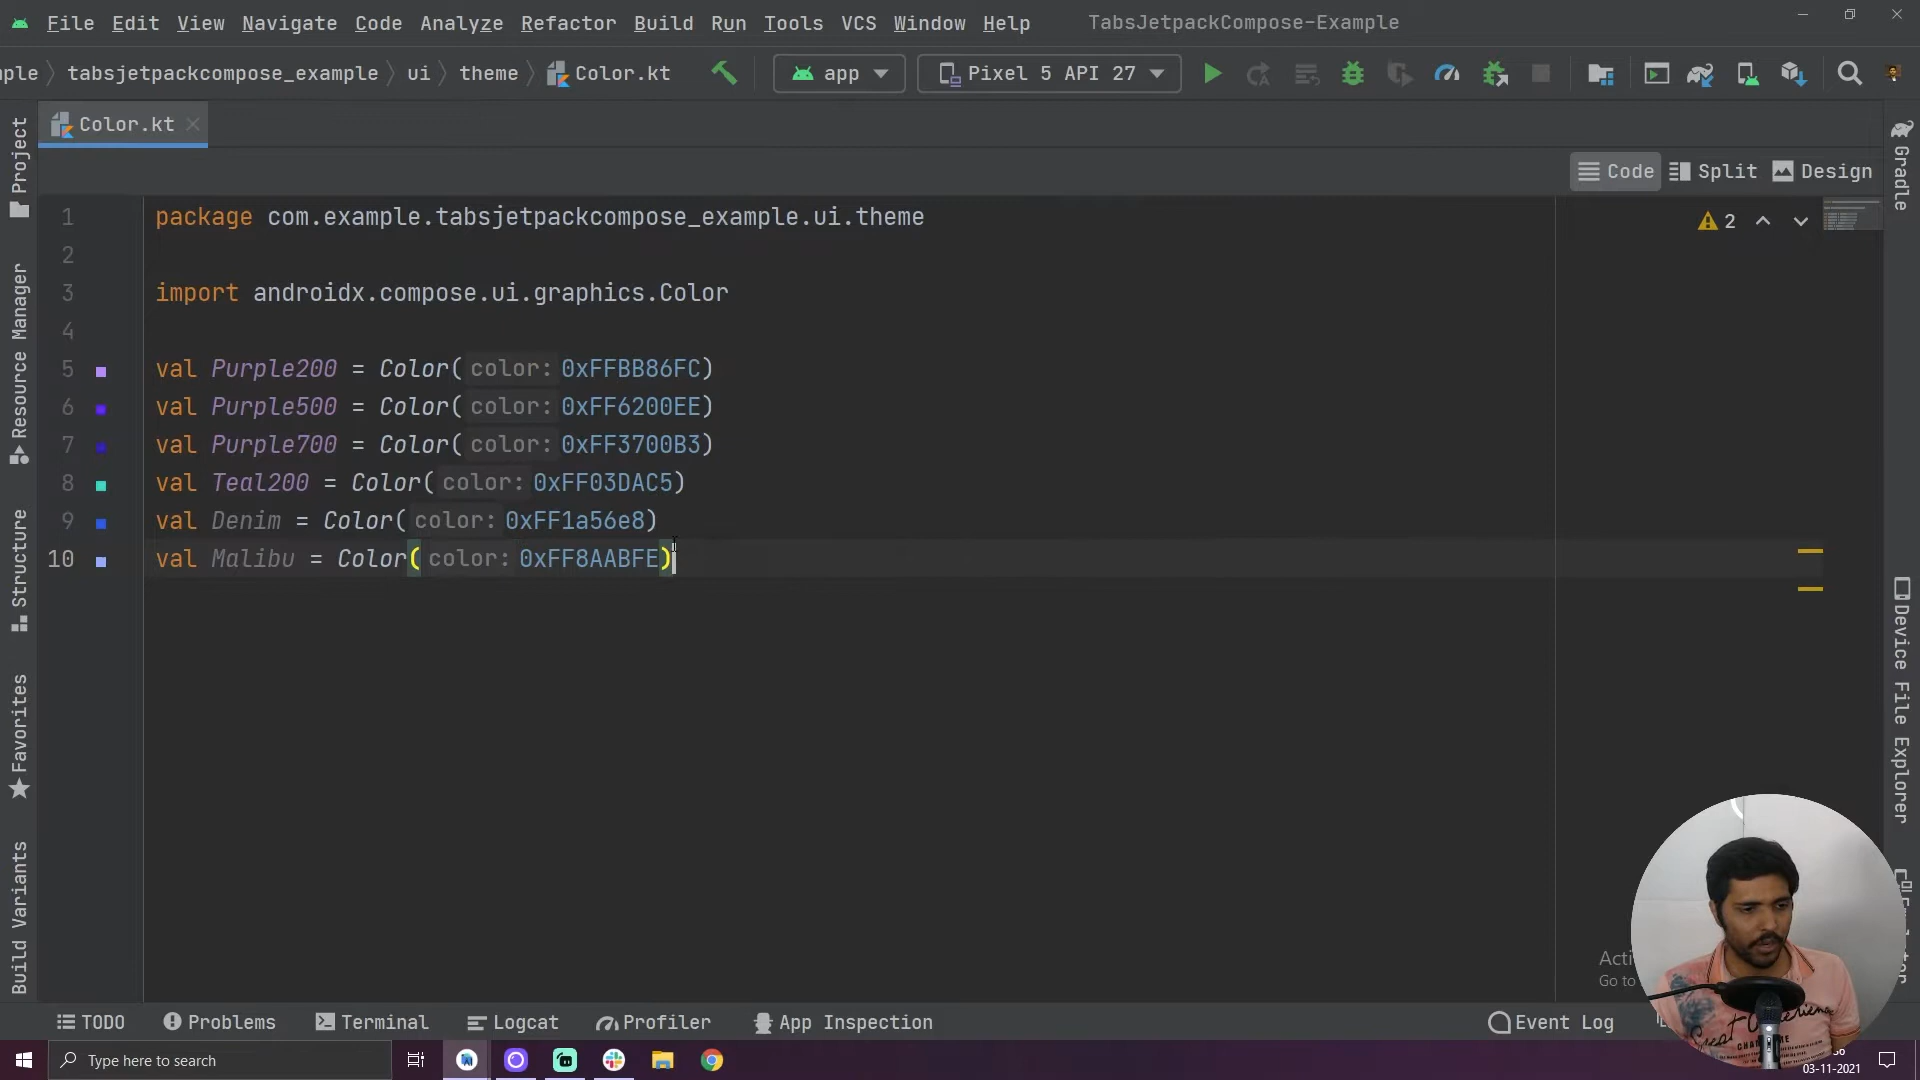 File Edit View Navigate Code Analyze Refactor Build Run Tools VCS Window Help TabsJetpackCompose-Example
ple tabsjetpackcompose_example ui theme Color.kt app Pixel 5 API 27
Color.kt
Code Split Design
1 package com.example.tabsjetpackcompose_example.ui.theme
2
3 import androidx.compose.ui.graphics.Color
4
5 val Purple200 = Color( color: 0xFFBB86FC)
6 val Purple500 = Color( color: 0xFF6200EE)
7 val Purple700 = Color( color: 0xFF3700B3)
8 val Teal200 = Color( color: 0xFF03DAC5)
9 val Denim = Color( color: 0xFF1a56e8)
10 val Malibu = Color( color: 0xFF8AABFE)
2
Project
Resource Manager
Structure
Favorites
Build Variants
Gradle
Device File Explorer
Acti
Go to
TODO Problems Terminal Logcat Profiler App Inspection Event Log
Type here to search
03-11-2021